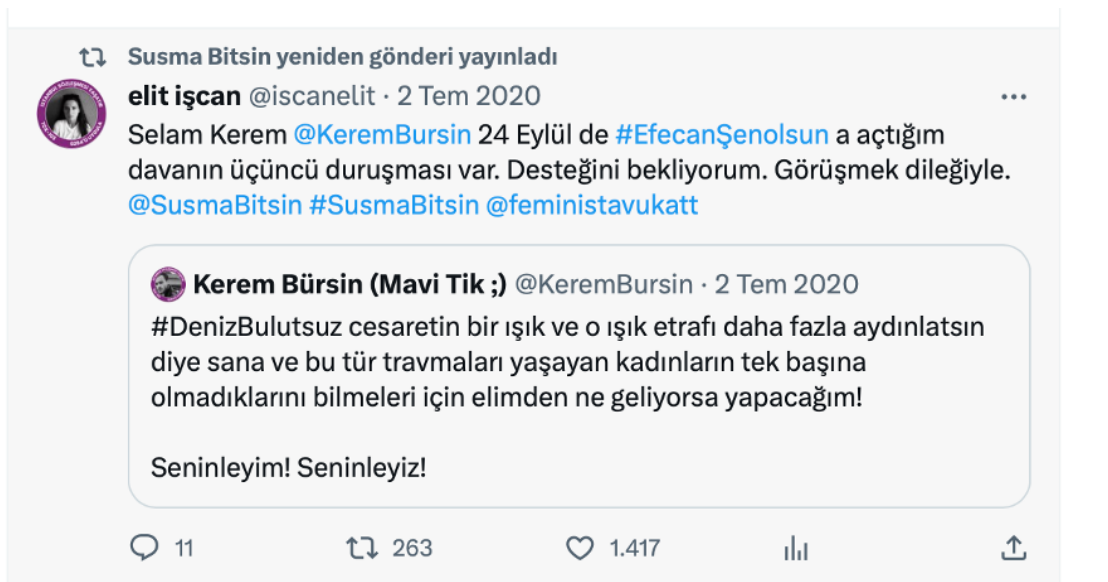 Susma Bitsin yeniden gönderi yayınladı
elit işcan @iscanelit · 2 Tem 2020
Selam Kerem @KeremBursin 24 Eylül de #EfecanŞenolsun a açtığım
davanın üçüncü duruşması var. Desteğini bekliyorum. Görüşmek dileğiyle.
@SusmaBitsin #SusmaBitsin @feministavukatt
Kerem Bürsin (Mavi Tik ;) @KeremBursin · 2 Tem 2020
#DenizBulutsuz cesaretin bir ışık ve o ışık etrafı daha fazla aydınlatsın
diye sana ve bu tür travmaları yaşayan kadınların tek başına
olmadıklarını bilmeleri için elimden ne geliyorsa yapacağım!
Seninleyim! Seninleyiz!
11 263 1.417